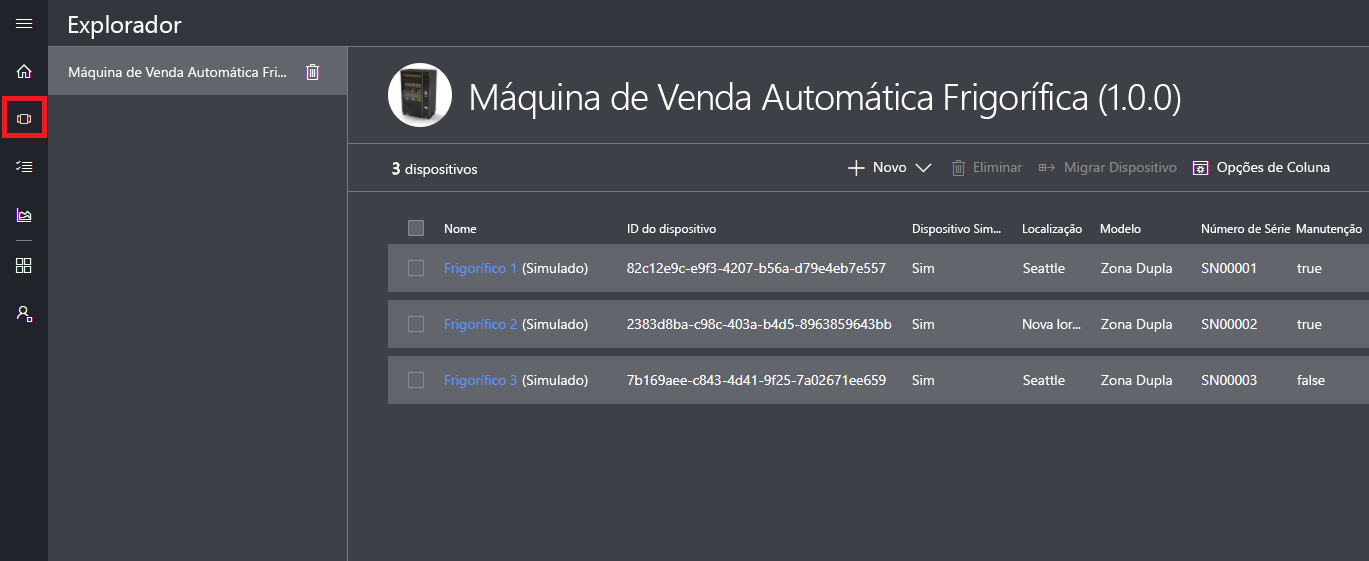 Explorador
Máquina de Venda Automática Fri...
Máquina de Venda Automática Frigorífica (1.0.0)
3 dispositivos
Novo Eliminar Migrar Dispositivo Opções de Coluna
Nome ID do dispositivo Dispositivo Sim... Localização Modelo Número de Série Manutenção
Frigorífico 1 (Simulado) 82c12e9c-e9f3-4207-b56a-d79e4eb7e557 Sim Seattle Zona Dupla SN00001 true
Frigorífico 2 (Simulado) 2383d8ba-c98c-403a-b4d5-8963859643bb Sim Nova Ior... Zona Dupla SN00002 true
Frigorífico 3 (Simulado) 7b169aee-c843-4d41-9f25-7a02671ee659 Sim Seattle Zona Dupla SN00003 false